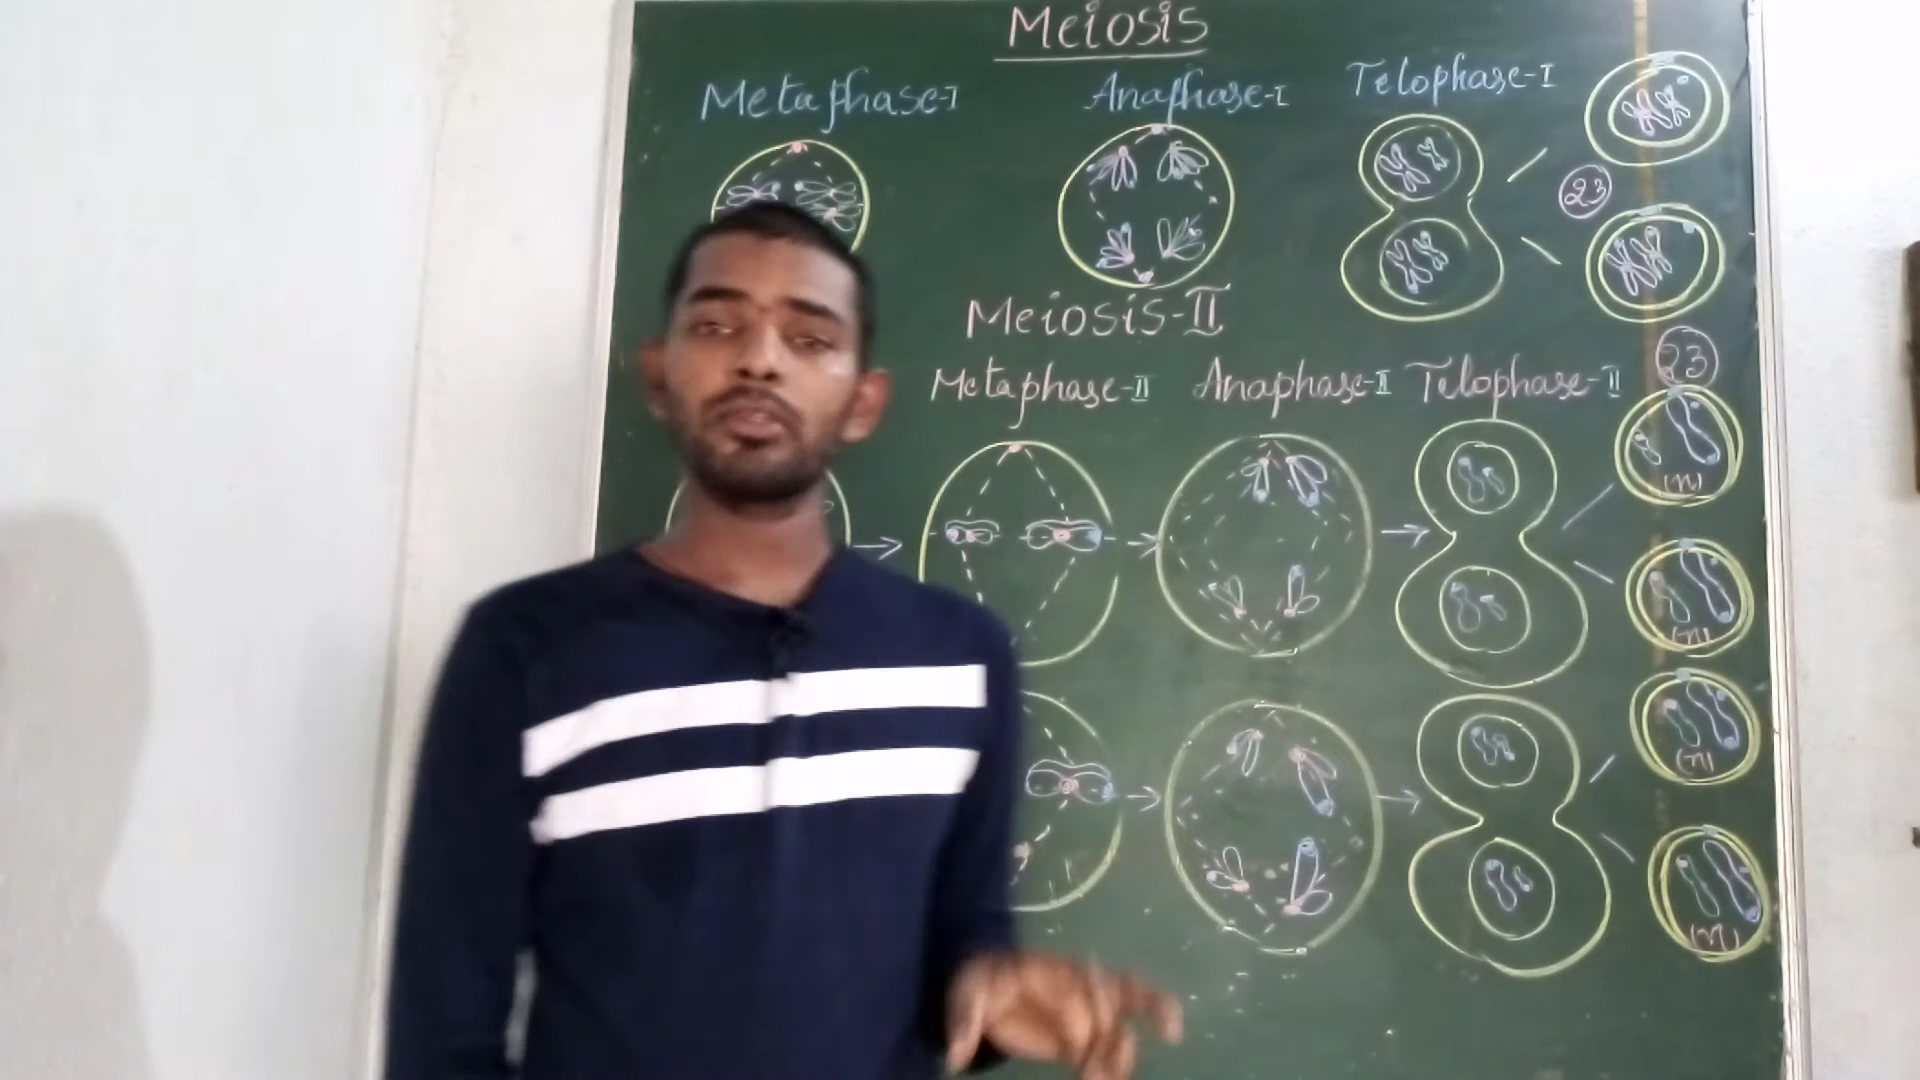 Meiosis
Metaphase-I Anaphase-I Telophase-I
23
Meiosis-II
23
Metaphase-II Anaphase-II Telophase-II
(n)
(n)
(n)
(n)